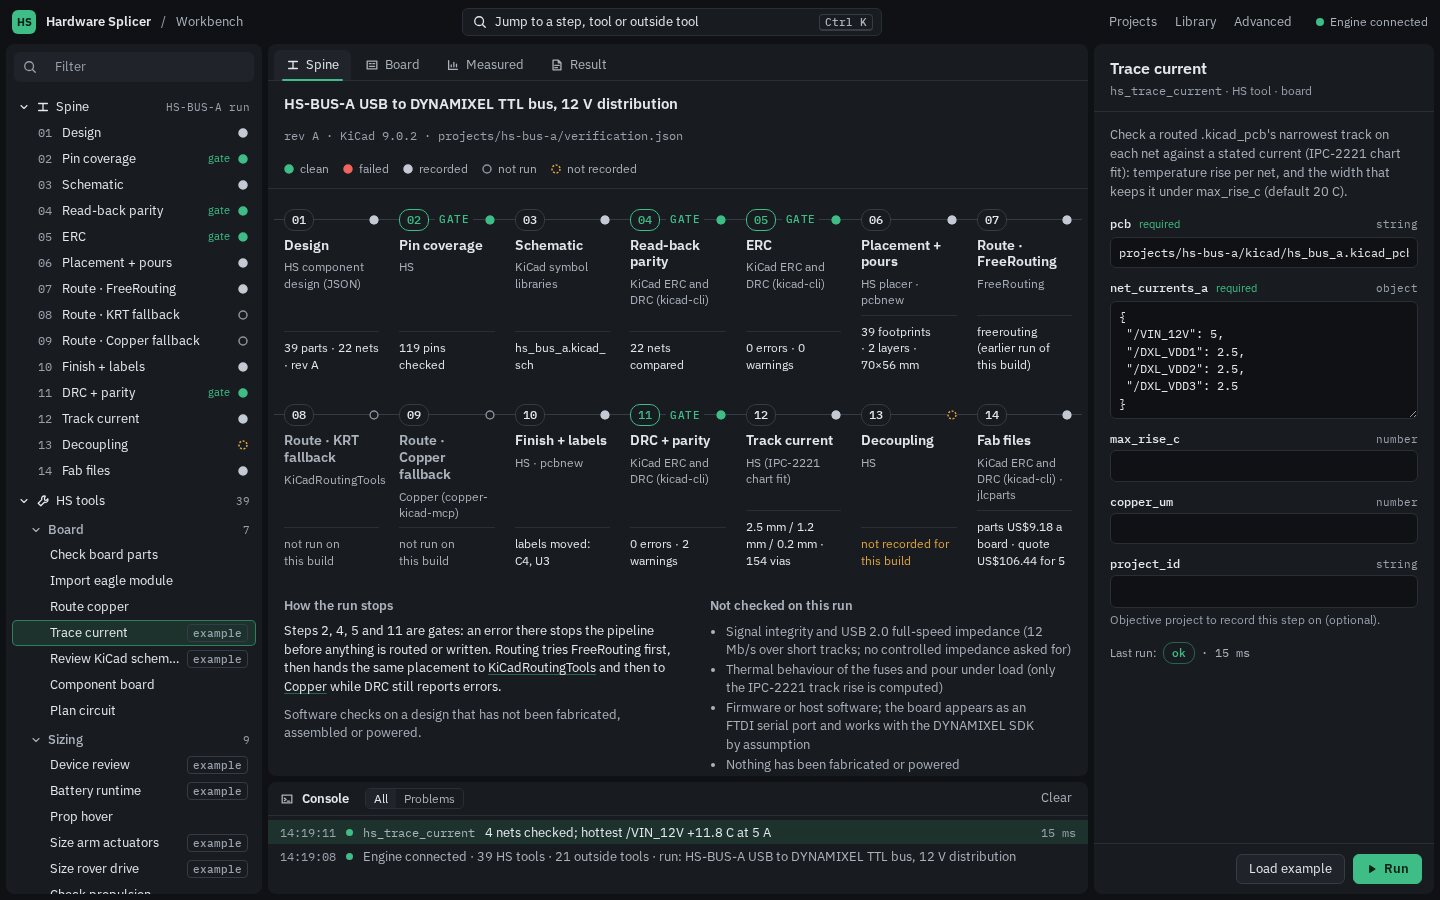 HS Hardware Splicer / Workbench
Jump to a step, tool or outside tool Ctrl K
Projects Library Advanced Engine connected
Filter
Spine HS-BUS-A run
01 Design
02 Pin coverage gate
03 Schematic
04 Read-back parity gate
05 ERC gate
06 Placement + pours
07 Route · FreeRouting
08 Route · KRT fallback
09 Route · Copper fallback
10 Finish + labels
11 DRC + parity gate
12 Track current
13 Decoupling
14 Fab files
HS tools 39
Board 7
Check board parts
Import eagle module
Route copper
Trace current example
Review KiCad schem... example
Component board
Plan circuit
Sizing 9
Device review example
Battery runtime example
Prop hover
Size arm actuators example
Size rover drive example
Check propulsion
Spine Board Measured Result
HS-BUS-A USB to DYNAMIXEL TTL bus, 12 V distribution
rev A · KiCad 9.0.2 · projects/hs-bus-a/verification.json
clean failed recorded not run not recorded
01
Design
HS component
design (JSON)
39 parts · 22 nets
· rev A
02 GATE
Pin coverage
HS
119 pins
checked
03
Schematic
KiCad symbol
libraries
hs_bus_a.kicad_
sch
04 GATE
Read-back
parity
KiCad ERC and
DRC (kicad-cli)
22 nets
compared
05 GATE
ERC
KiCad ERC and
DRC (kicad-cli)
0 errors · 0
warnings
06
Placement +
pours
HS placer ·
pcbnew
39 footprints
· 2 layers ·
70×56 mm
07
Route ·
FreeRouting
FreeRouting
freerouting
(earlier run of
this build)
08
Route · KRT
fallback
KiCadRoutingTools
not run on
this build
09
Route ·
Copper
fallback
Copper (copper-
kicad-mcp)
not run on
this build
10
Finish + labels
HS · pcbnew
labels moved:
C4, U3
11 GATE
DRC + parity
KiCad ERC and
DRC (kicad-cli)
0 errors · 2
warnings
12
Track current
HS (IPC-2221
chart fit)
2.5 mm / 1.2
mm / 0.2 mm ·
154 vias
13
Decoupling
HS
not recorded for
this build
14
Fab files
KiCad ERC and
DRC (kicad-cli) ·
jlcparts
parts US$9.18 a
board · quote
US$106.44 for 5
How the run stops
Steps 2, 4, 5 and 11 are gates: an error there stops the pipeline
before anything is routed or written. Routing tries FreeRouting first,
then hands the same placement to KiCadRoutingTools and then to
Copper while DRC still reports errors.
Software checks on a design that has not been fabricated,
assembled or powered.
Not checked on this run
• Signal integrity and USB 2.0 full-speed impedance (12
Mb/s over short tracks; no controlled impedance asked for)
• Thermal behaviour of the fuses and pour under load (only
the IPC-2221 track rise is computed)
• Firmware or host software; the board appears as an
FTDI serial port and works with the DYNAMIXEL SDK
by assumption
• Nothing has been fabricated or powered
Console All Problems Clear
14:19:11 hs_trace_current 4 nets checked; hottest /VIN_12V +11.8 C at 5 A 15 ms
14:19:08 Engine connected · 39 HS tools · 21 outside tools · run: HS-BUS-A USB to DYNAMIXEL TTL bus, 12 V distribution
Trace current
hs_trace_current · HS tool · board
Check a routed .kicad_pcb's narrowest track on
each net against a stated current (IPC-2221 chart
fit): temperature rise per net, and the width that
keeps it under max_rise_c (default 20 C).
pcb required string
projects/hs-bus-a/kicad/hs_bus_a.kicad_pcb
net_currents_a required object
{
"/VIN_12V": 5,
"/DXL_VDD1": 2.5,
"/DXL_VDD2": 2.5,
"/DXL_VDD3": 2.5
}
max_rise_c number
copper_um number
project_id string
Objective project to record this step on (optional).
Last run: ok · 15 ms
Load example Run